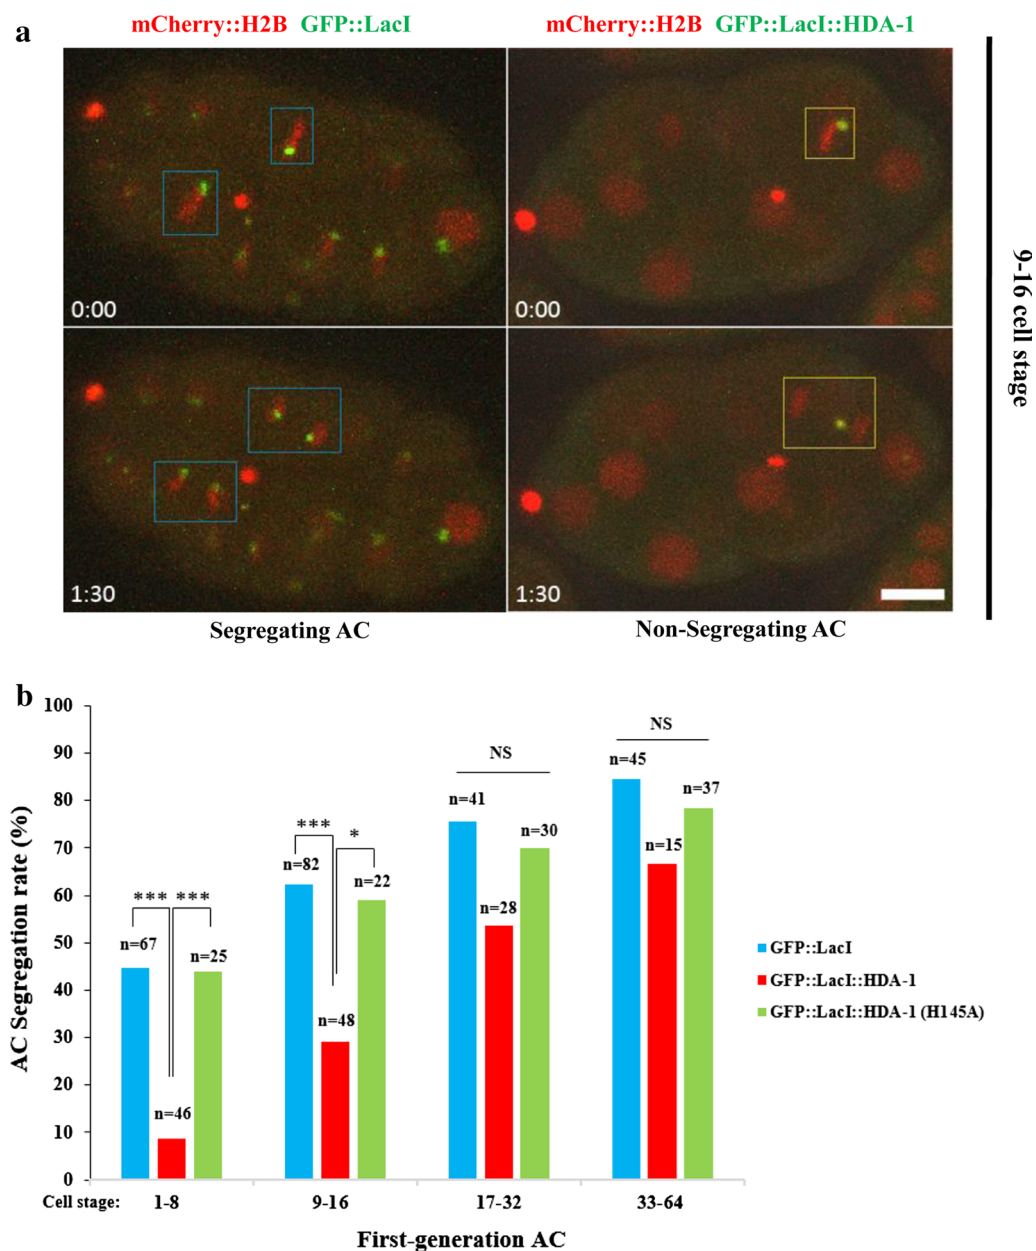 a
mCherry::H2B GFP::LacI
mCherry::H2B GFP::LacI::HDA-1
0:00
0:00
1:30
1:30
9-16 cell stage
Segregating AC
Non-Segregating AC
b
100
90
80
70
60
50
40
30
20
10
0
AC Segregation rate (%)
*** ***
n=67
n=46
n=25
*** *
n=82
n=48
n=22
NS
n=41
n=28
n=30
NS
n=45
n=15
n=37
GFP::LacI
GFP::LacI::HDA-1
GFP::LacI::HDA-1 (H145A)
Cell stage: 1-8 9-16 17-32 33-64
First-generation AC